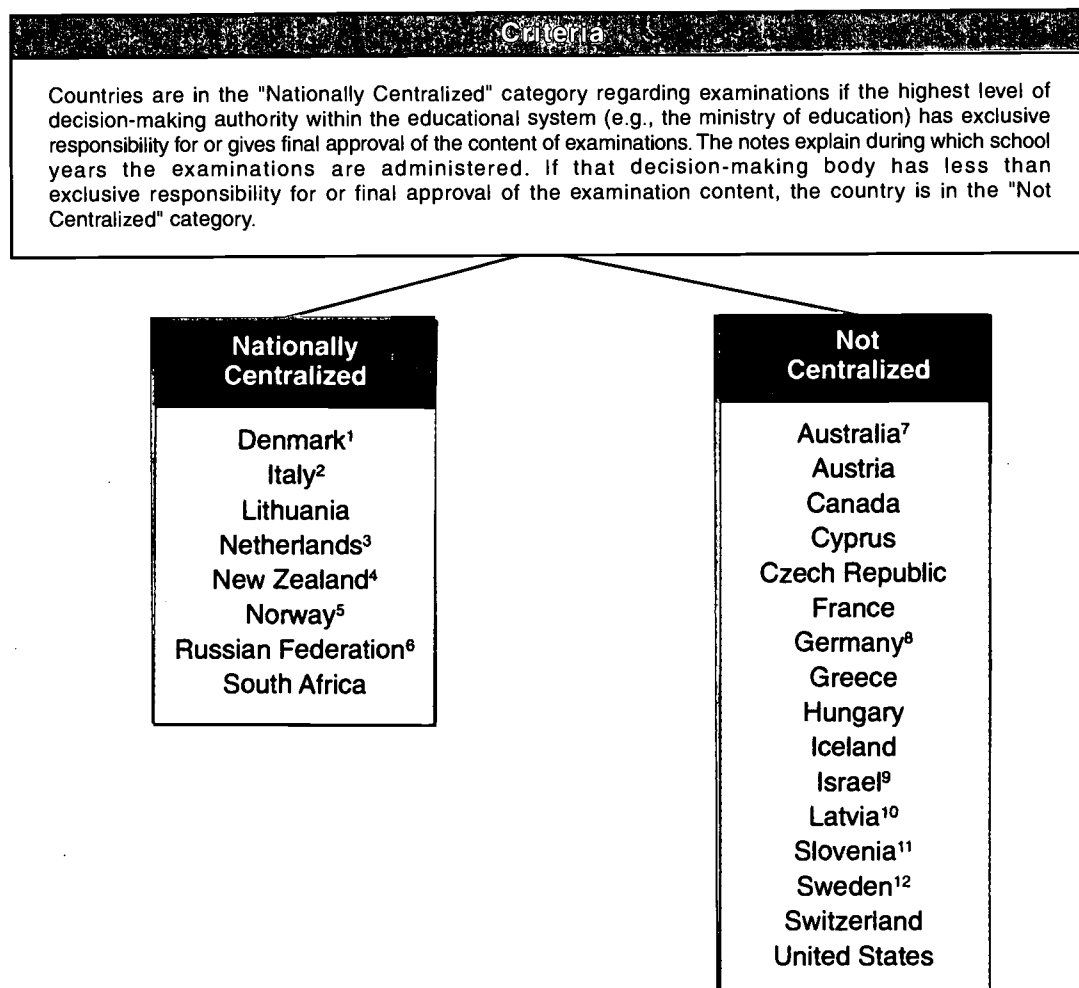 Criteria
Countries are in the "Nationally Centralized" category regarding examinations if the highest level of
decision-making authority within the educational system (e.g., the ministry of education) has exclusive
responsibility for or gives final approval of the content of examinations. The notes explain during which school
years the examinations are administered. If that decision-making body has less than
exclusive responsibility for or final approval of the examination content, the country is in the "Not
Centralized" category.
Nationally
Centralized
Denmark¹
Italy²
Lithuania
Netherlands³
New Zealand⁴
Norway⁵
Russian Federation⁶
South Africa
Not
Centralized
Australia⁷
Austria
Canada
Cyprus
Czech Republic
France
Germany⁸
Greece
Hungary
Iceland
Israel⁹
Latvia¹⁰
Slovenia¹¹
Sweden¹²
Switzerland
United States